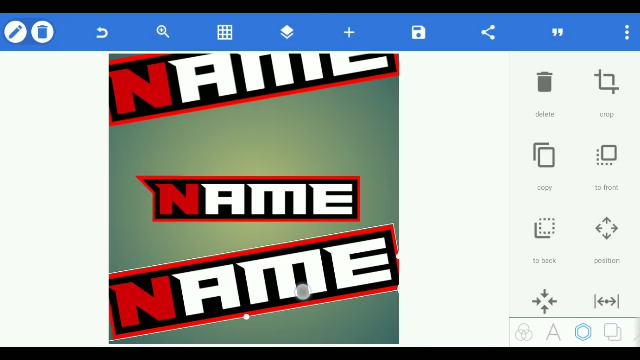 NAME
NAME
NAME
delete
crop
copy
to front
to back
position
A